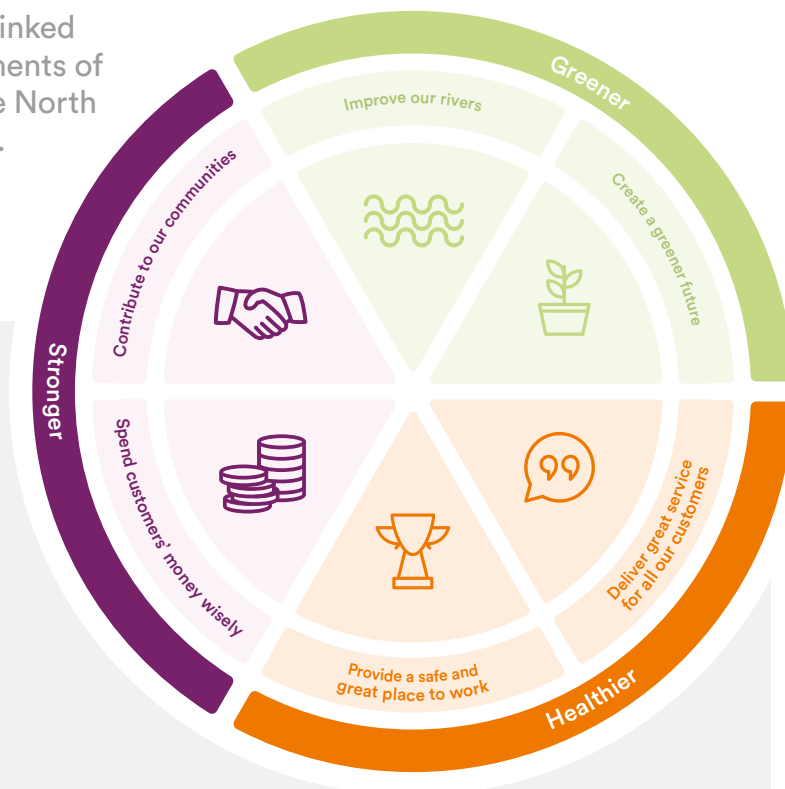 inked
ments of
e North
.
Greener
Improve our rivers
Create a greener future
Contribute to our communities
Stronger
Spend customers’ money wisely
Deliver great service
for all our customers
Provide a safe and
great place to work
Healthier